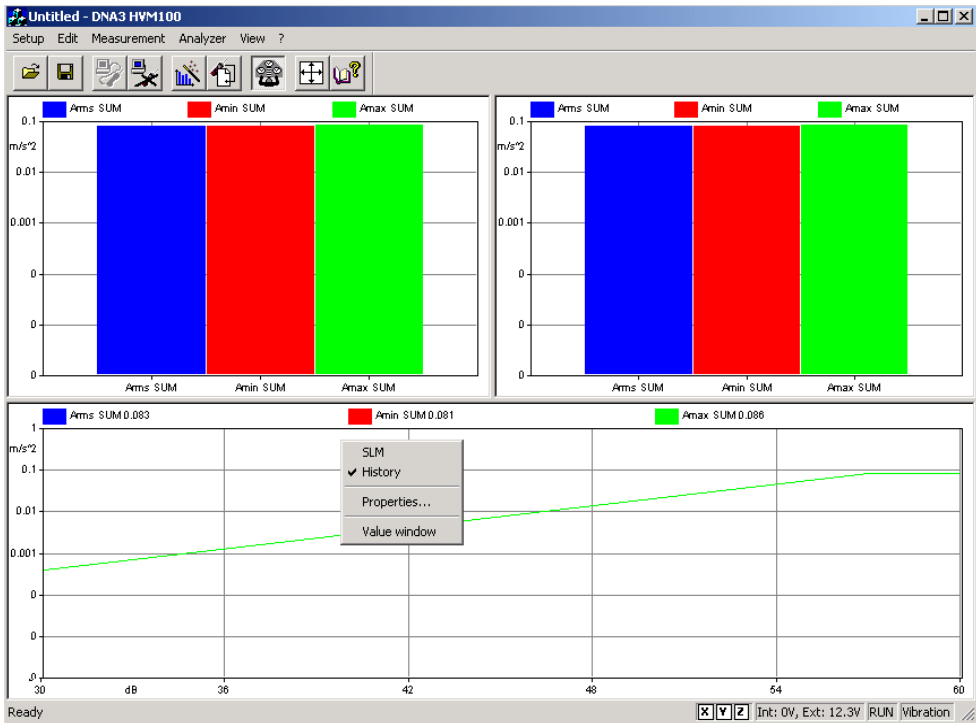 Untitled - DNA3 HVM100
Setup Edit Measurement Analyzer View ?
Arms SUM Amin SUM Amax SUM
0.1
m/s^2
0.01
0.001
0
0
0
Arms SUM Amin SUM Amax SUM
Arms SUM Amin SUM Amax SUM
0.1
m/s^2
0.01
0.001
0
0
0
Arms SUM Amin SUM Amax SUM
Arms SUM 0.083 Amin SUM 0.081 Amax SUM 0.086
1
m/s^2
0.1
0.01
0.001
0
0
.0
SLM
History
Properties...
Value window
30 dB 36 42 48 54 60
Ready X Y Z Int: 0V, Ext: 12.3V RUN Vibration